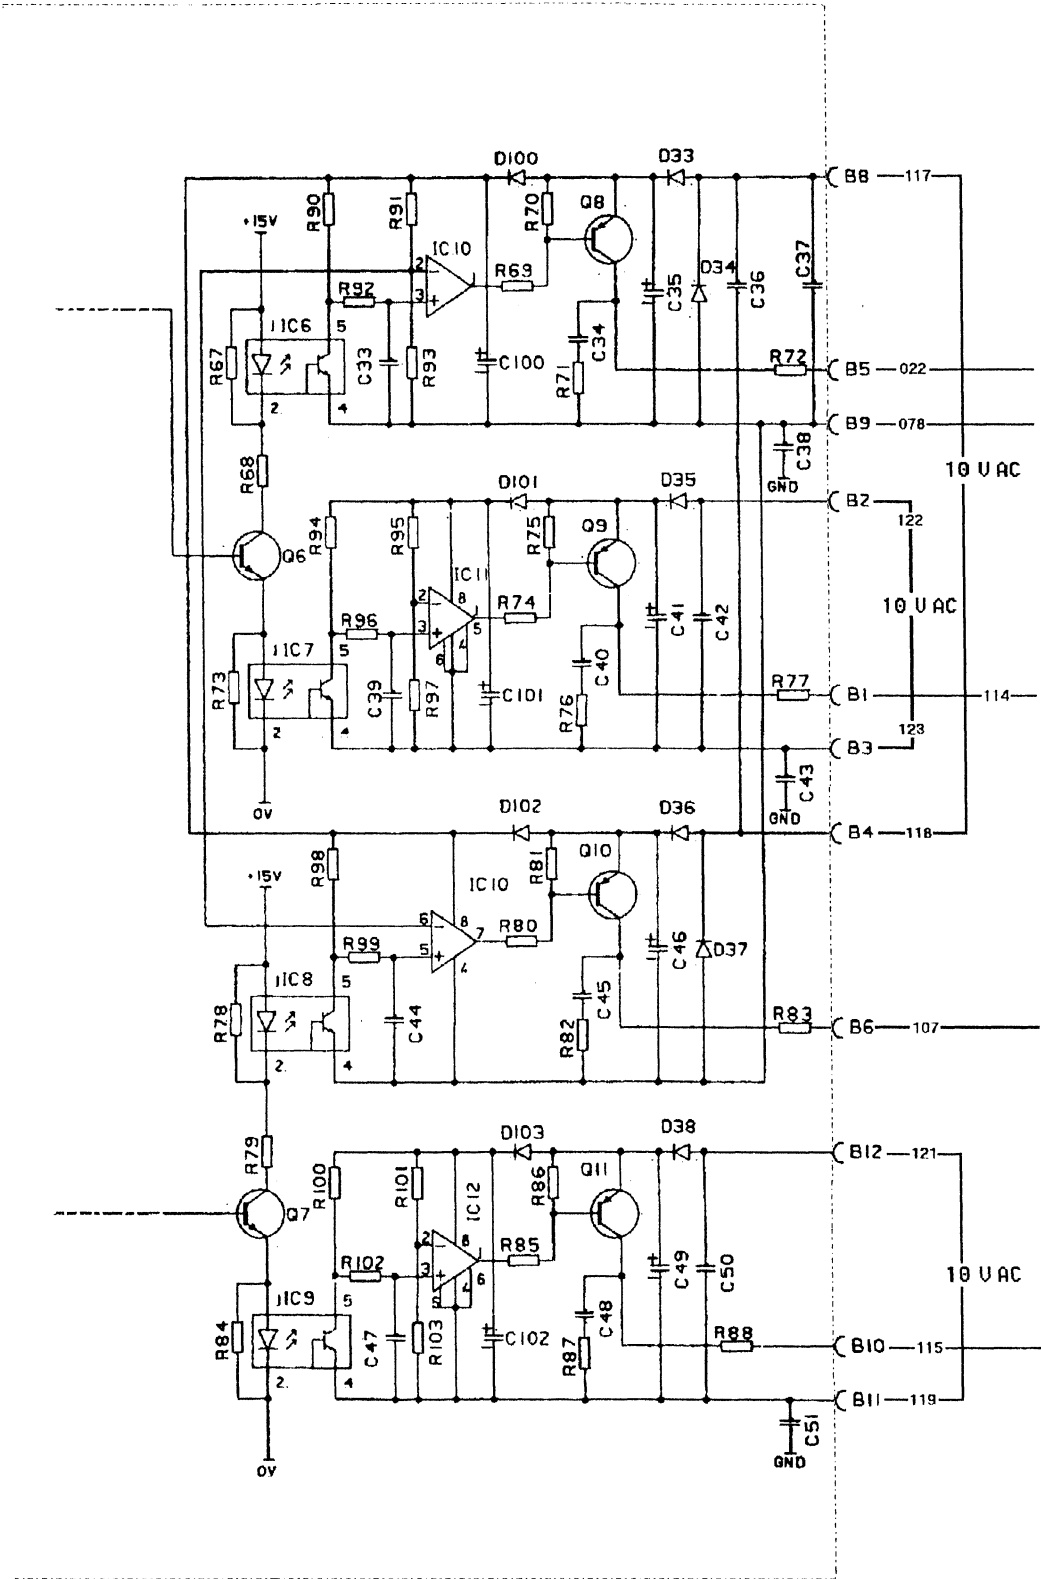 D100 D33
B8 117
R90 R91 R70 Q8
+15V
IC10
2 1
R69
D34 C36 C37
R92 3
IC6 5
C35
R67 C33 R93 C100 C34 R71
R72 B5 022
2 4
B9 078
R68 C38
GND
10 V AC
D101 D35
B2 122
R94 R95 R75 Q9
Q6
IC11
2 8 1
R74
10 V AC
R96 3 5
6 4
C41 C42
IC7 5
C40
R73 C39 R97 C101 R76
R77 B1 114
2 4
123
B3
C43
0V
GND
D102 D36
B4 118
R98 R81 Q10
+15V
IC10
6 8
7 R80
R99 5
4
C46 D37
IC8 5
C45
R78 C44 R82
R83 B6 107
2 4
D103 D38
B12 121
R79 R100 R101 IC12 R86 Q11
Q7
2 8 1
R85
R102 3 6
5 4
C49 C50
10 V AC
IC9 5
C48
R84 C47 R103 C102 R87
R88 B10 115
2 4
B11 119
C51
GND
0V